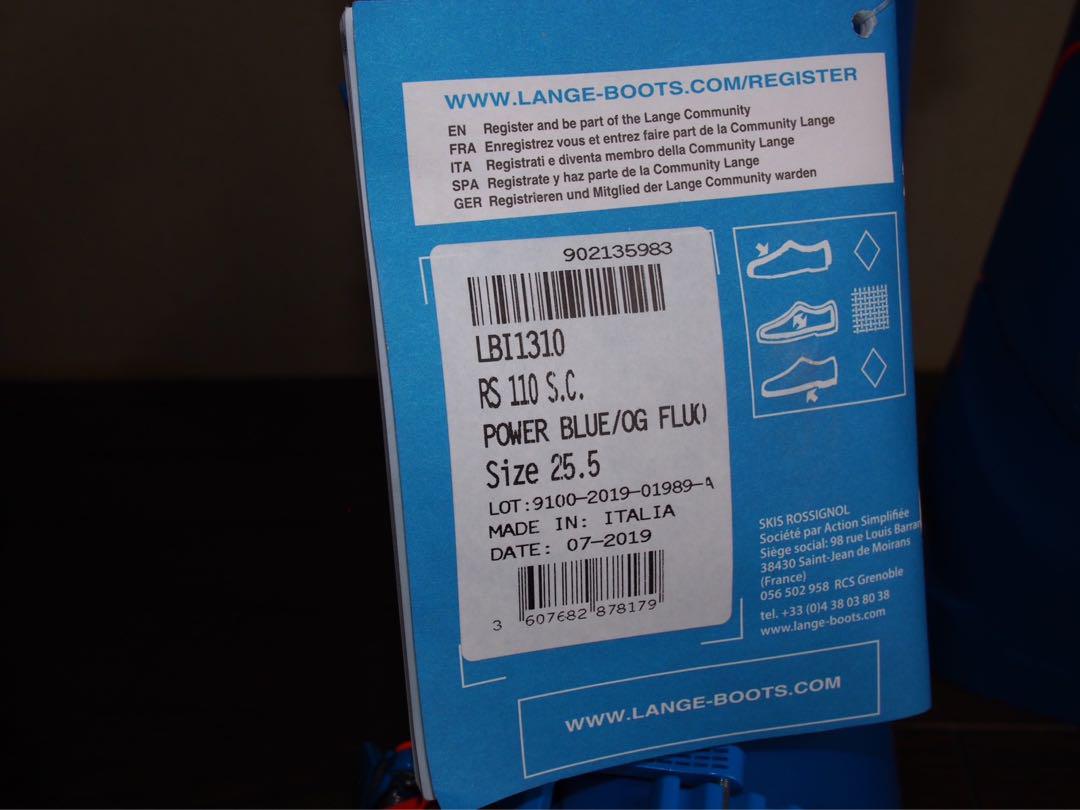 WWW.LANGE-BOOTS.COM/REGISTER
EN Register and be part of the Lange Community
FRA Enregistrez vous et entrez faire part de la Community Lange
ITA Registrati e diventa membro della Community Lange
SPA Registrate y haz parte de la Community Lange
GER Registrieren und Mitglied der Lange Community warden
902135983
LBI1310
RS 110 S.C.
POWER BLUE/OG FLUO
Size 25.5
LOT:9100-2019-01989-A
MADE IN: ITALIA
DATE: 07-2019
3 607682 878179
SKIS ROSSIGNOL
Société par Action Simplifiée
Siège social: 98 rue Louis Barran
38430 Saint-Jean de Moirans
(France)
056 502 958 RCS Grenoble
tel. +33 (0)4 38 03 80 38
www.lange-boots.com
WWW.LANGE-BOOTS.COM